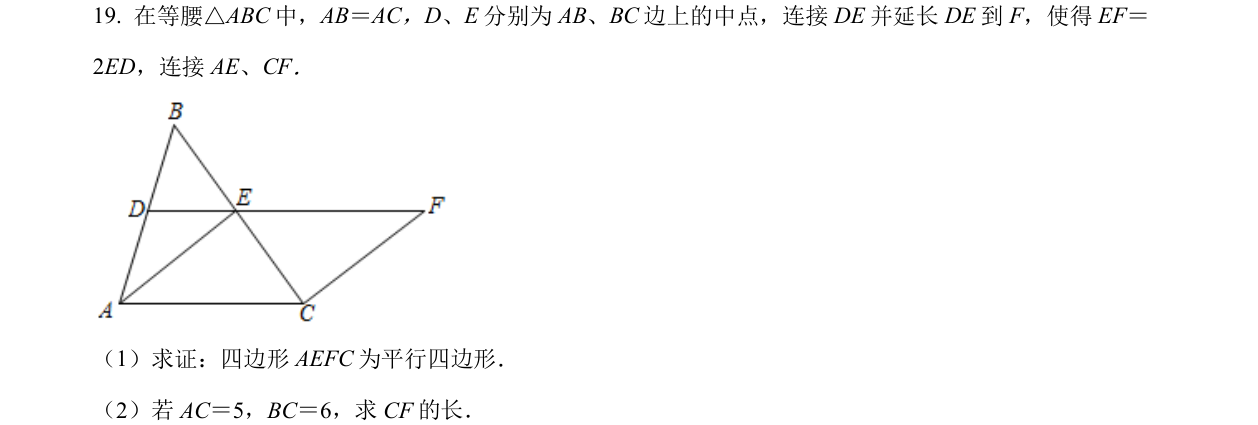 19. 在等腰△ABC中，AB＝AC，D、E分别为AB、BC边上的中点，连接DE并延长DE到F，使得EF＝
2ED，连接AE、CF．
B
D
E
F
A
C
（1）求证：四边形AEFC为平行四边形．
（2）若AC＝5，BC＝6，求CF的长．